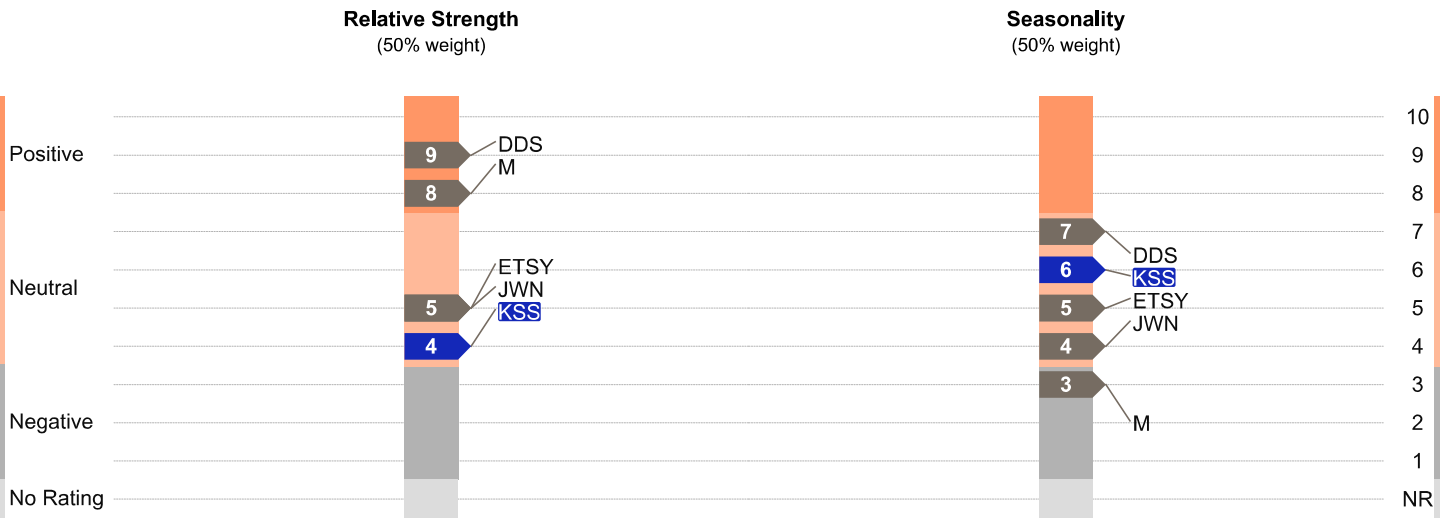 Relative Strength
(50% weight)
Seasonality
(50% weight)
10
Positive
9
DDS
9
M
8
8
7
7
DDS
Neutral
ETSY
6
KSS
6
JWN
5
KSS
5
ETSY
5
JWN
4
4
4
3
3
Negative
M
2
1
No Rating
NR